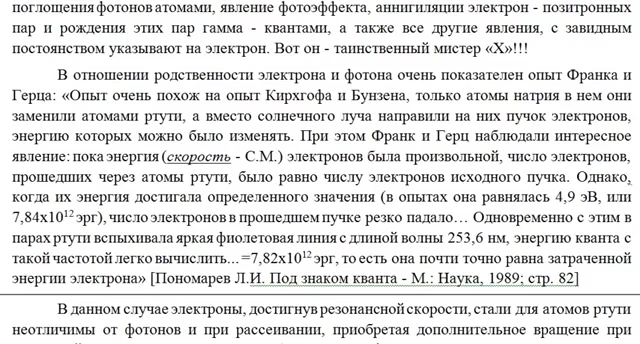 поглощения фотонов атомами, явление фотоэффекта, аннигиляции электрон - позитронных
пар и рождения этих пар гамма - квантами, а также все другие явления, с завидным
постоянством указывают на электрон. Вот он - таинственный мистер «Х»!!!
В отношении родственности электрона и фотона очень показателен опыт Франка и
Герца: «Опыт очень похож на опыт Кирхгофа и Бунзена, только атомы натрия в нем они
заменили атомами ртути, а вместо солнечного луча направили на них пучок электронов,
энергию которых можно было изменять. При этом Франк и Герц наблюдали интересное
явление: пока энергия (скорость - С.М.) электронов была произвольной, число электронов,
прошедших через атомы ртути, было равно числу электронов исходного пучка. Однако,
когда их энергия достигала определенного значения (в опытах она равнялась 4,9 эВ, или
7,84x10¹² эрг), число электронов в прошедшем пучке резко падало… Одновременно с этим в
парах ртути вспыхивала яркая фиолетовая линия с длиной волны 253,6 нм, энергию кванта с
такой частотой легко вычислить... =7,82x10¹² эрг, то есть она почти точно равна затраченной
энергии электрона» [Пономарев Л.И. Под знаком кванта - М.: Наука, 1989; стр. 82]
В данном случае электроны, достигнув резонансной скорости, стали для атомов ртути
неотличимы от фотонов и при рассеивании, приобретая дополнительное вращение при